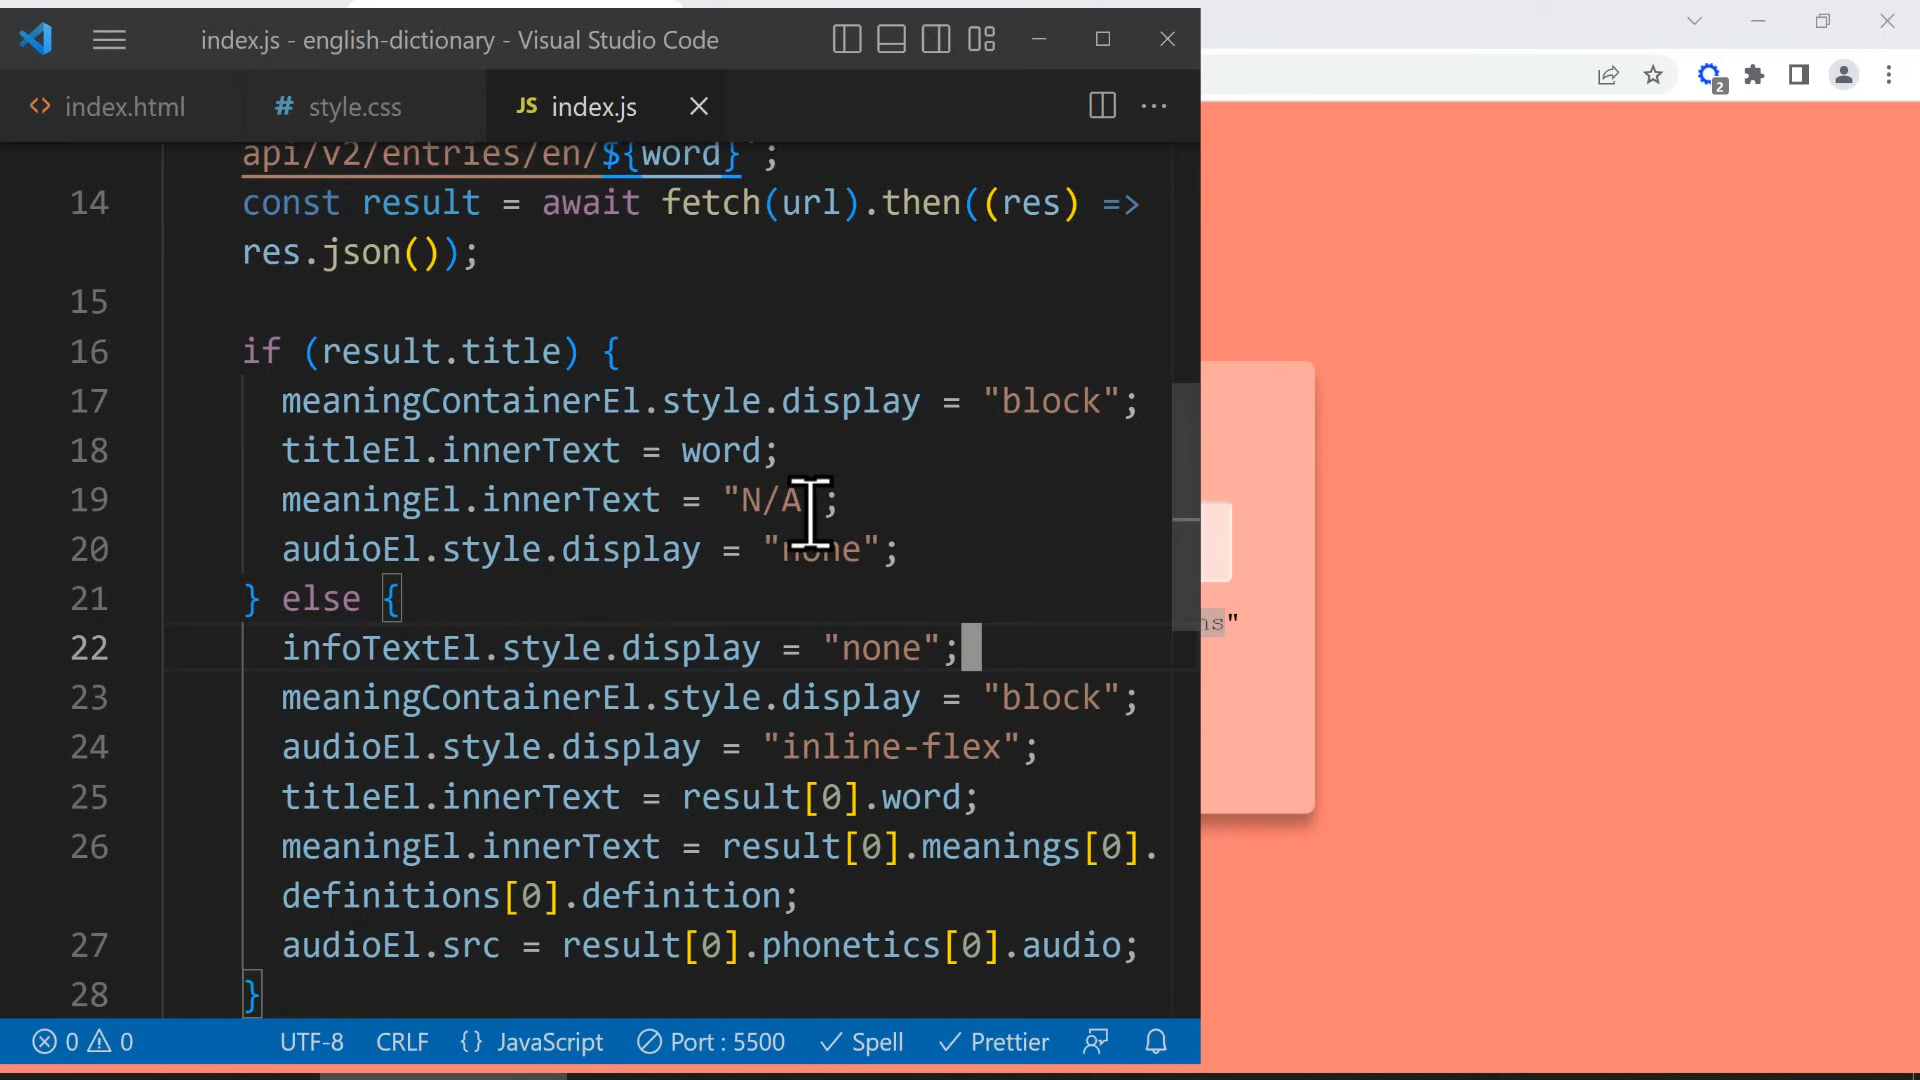 index.js - english-dictionary - Visual Studio Code
index.html
# style.css
JS index.js
2
api/v2/entries/en/${word}`;
14 const result = await fetch(url).then((res) =>
res.json());
15
16 if (result.title) {
17 meaningContainerEl.style.display = "block";
18 titleEl.innerText = word;
19 meaningEl.innerText = "N/A";
20 audioEl.style.display = "none";
21 } else {
22 infoTextEl.style.display = "none";
ns"
23 meaningContainerEl.style.display = "block";
24 audioEl.style.display = "inline-flex";
25 titleEl.innerText = result[0].word;
26 meaningEl.innerText = result[0].meanings[0].
definitions[0].definition;
27 audioEl.src = result[0].phonetics[0].audio;
28 }
0 0 UTF-8 CRLF {} JavaScript Port : 5500 Spell Prettier